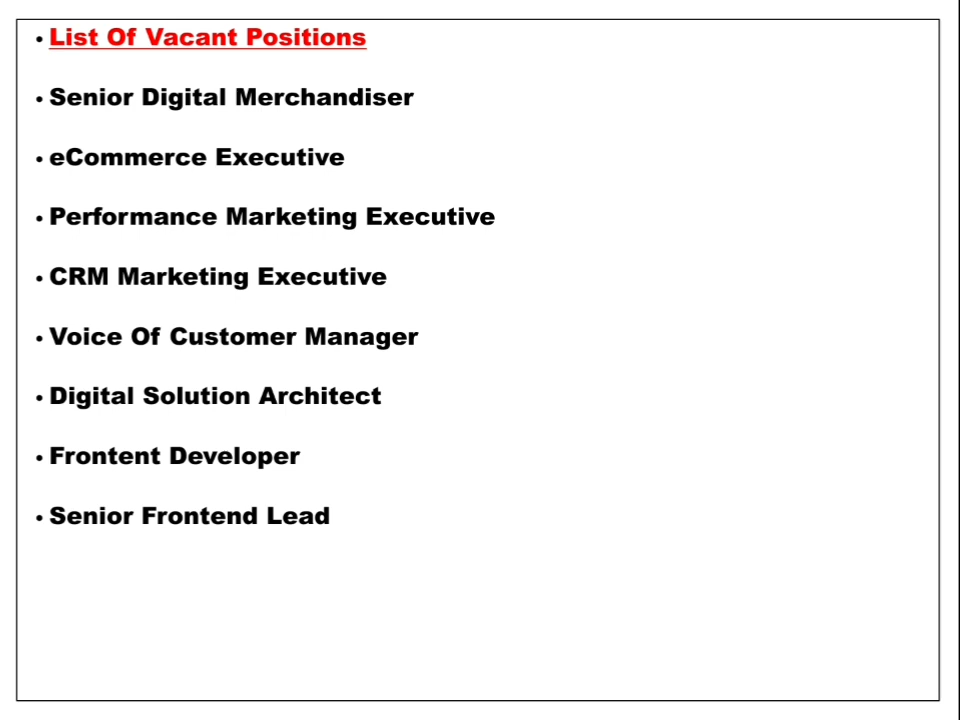 • List Of Vacant Positions
• Senior Digital Merchandiser
• eCommerce Executive
• Performance Marketing Executive
• CRM Marketing Executive
• Voice Of Customer Manager
• Digital Solution Architect
• Frontent Developer
• Senior Frontend Lead